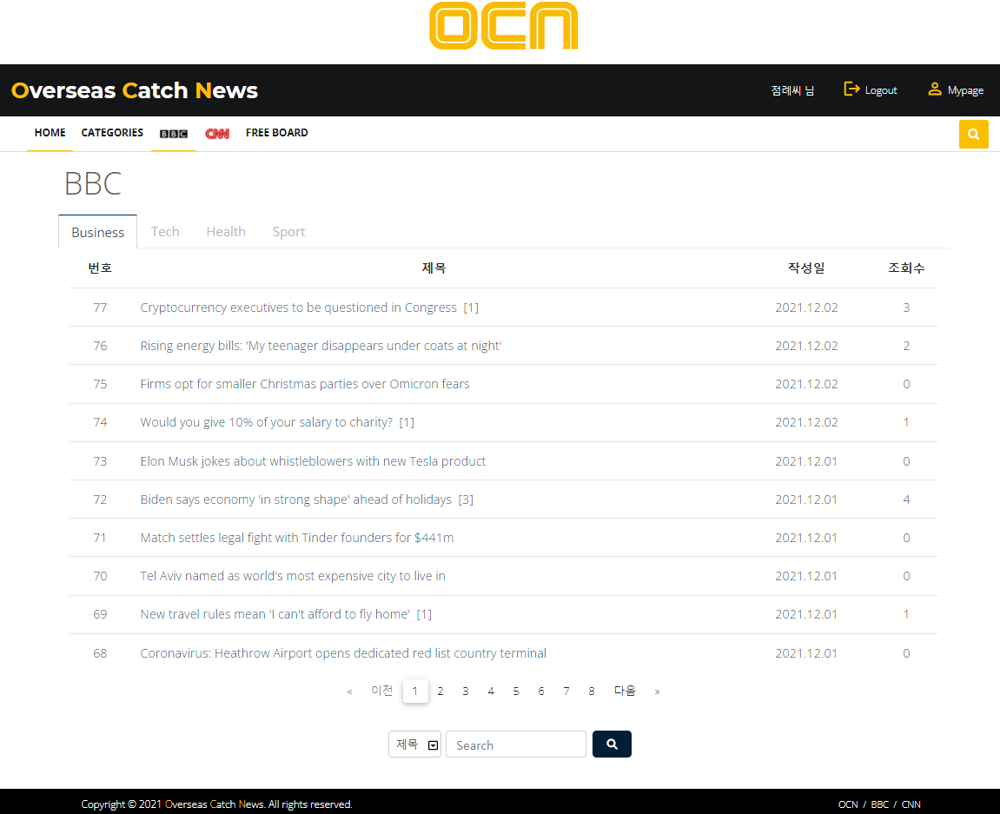 OCN
Overseas Catch News 점례씨 님 Logout Mypage
HOME CATEGORIES BBC CNN FREE BOARD
BBC
Business Tech Health Sport
번호 제목 작성일 조회수
77 Cryptocurrency executives to be questioned in Congress [1] 2021.12.02 3
76 Rising energy bills: 'My teenager disappears under coats at night' 2021.12.02 2
75 Firms opt for smaller Christmas parties over Omicron fears 2021.12.02 0
74 Would you give 10% of your salary to charity? [1] 2021.12.02 1
73 Elon Musk jokes about whistleblowers with new Tesla product 2021.12.01 0
72 Biden says economy 'in strong shape' ahead of holidays [3] 2021.12.01 4
71 Match settles legal fight with Tinder founders for $441m 2021.12.01 0
70 Tel Aviv named as world's most expensive city to live in 2021.12.01 0
69 New travel rules mean 'I can't afford to fly home' [1] 2021.12.01 1
68 Coronavirus: Heathrow Airport opens dedicated red list country terminal 2021.12.01 0
« 이전 1 2 3 4 5 6 7 8 다음 »
제목 Search
Copyright © 2021 Overseas Catch News. All rights reserved. OCN / BBC / CNN